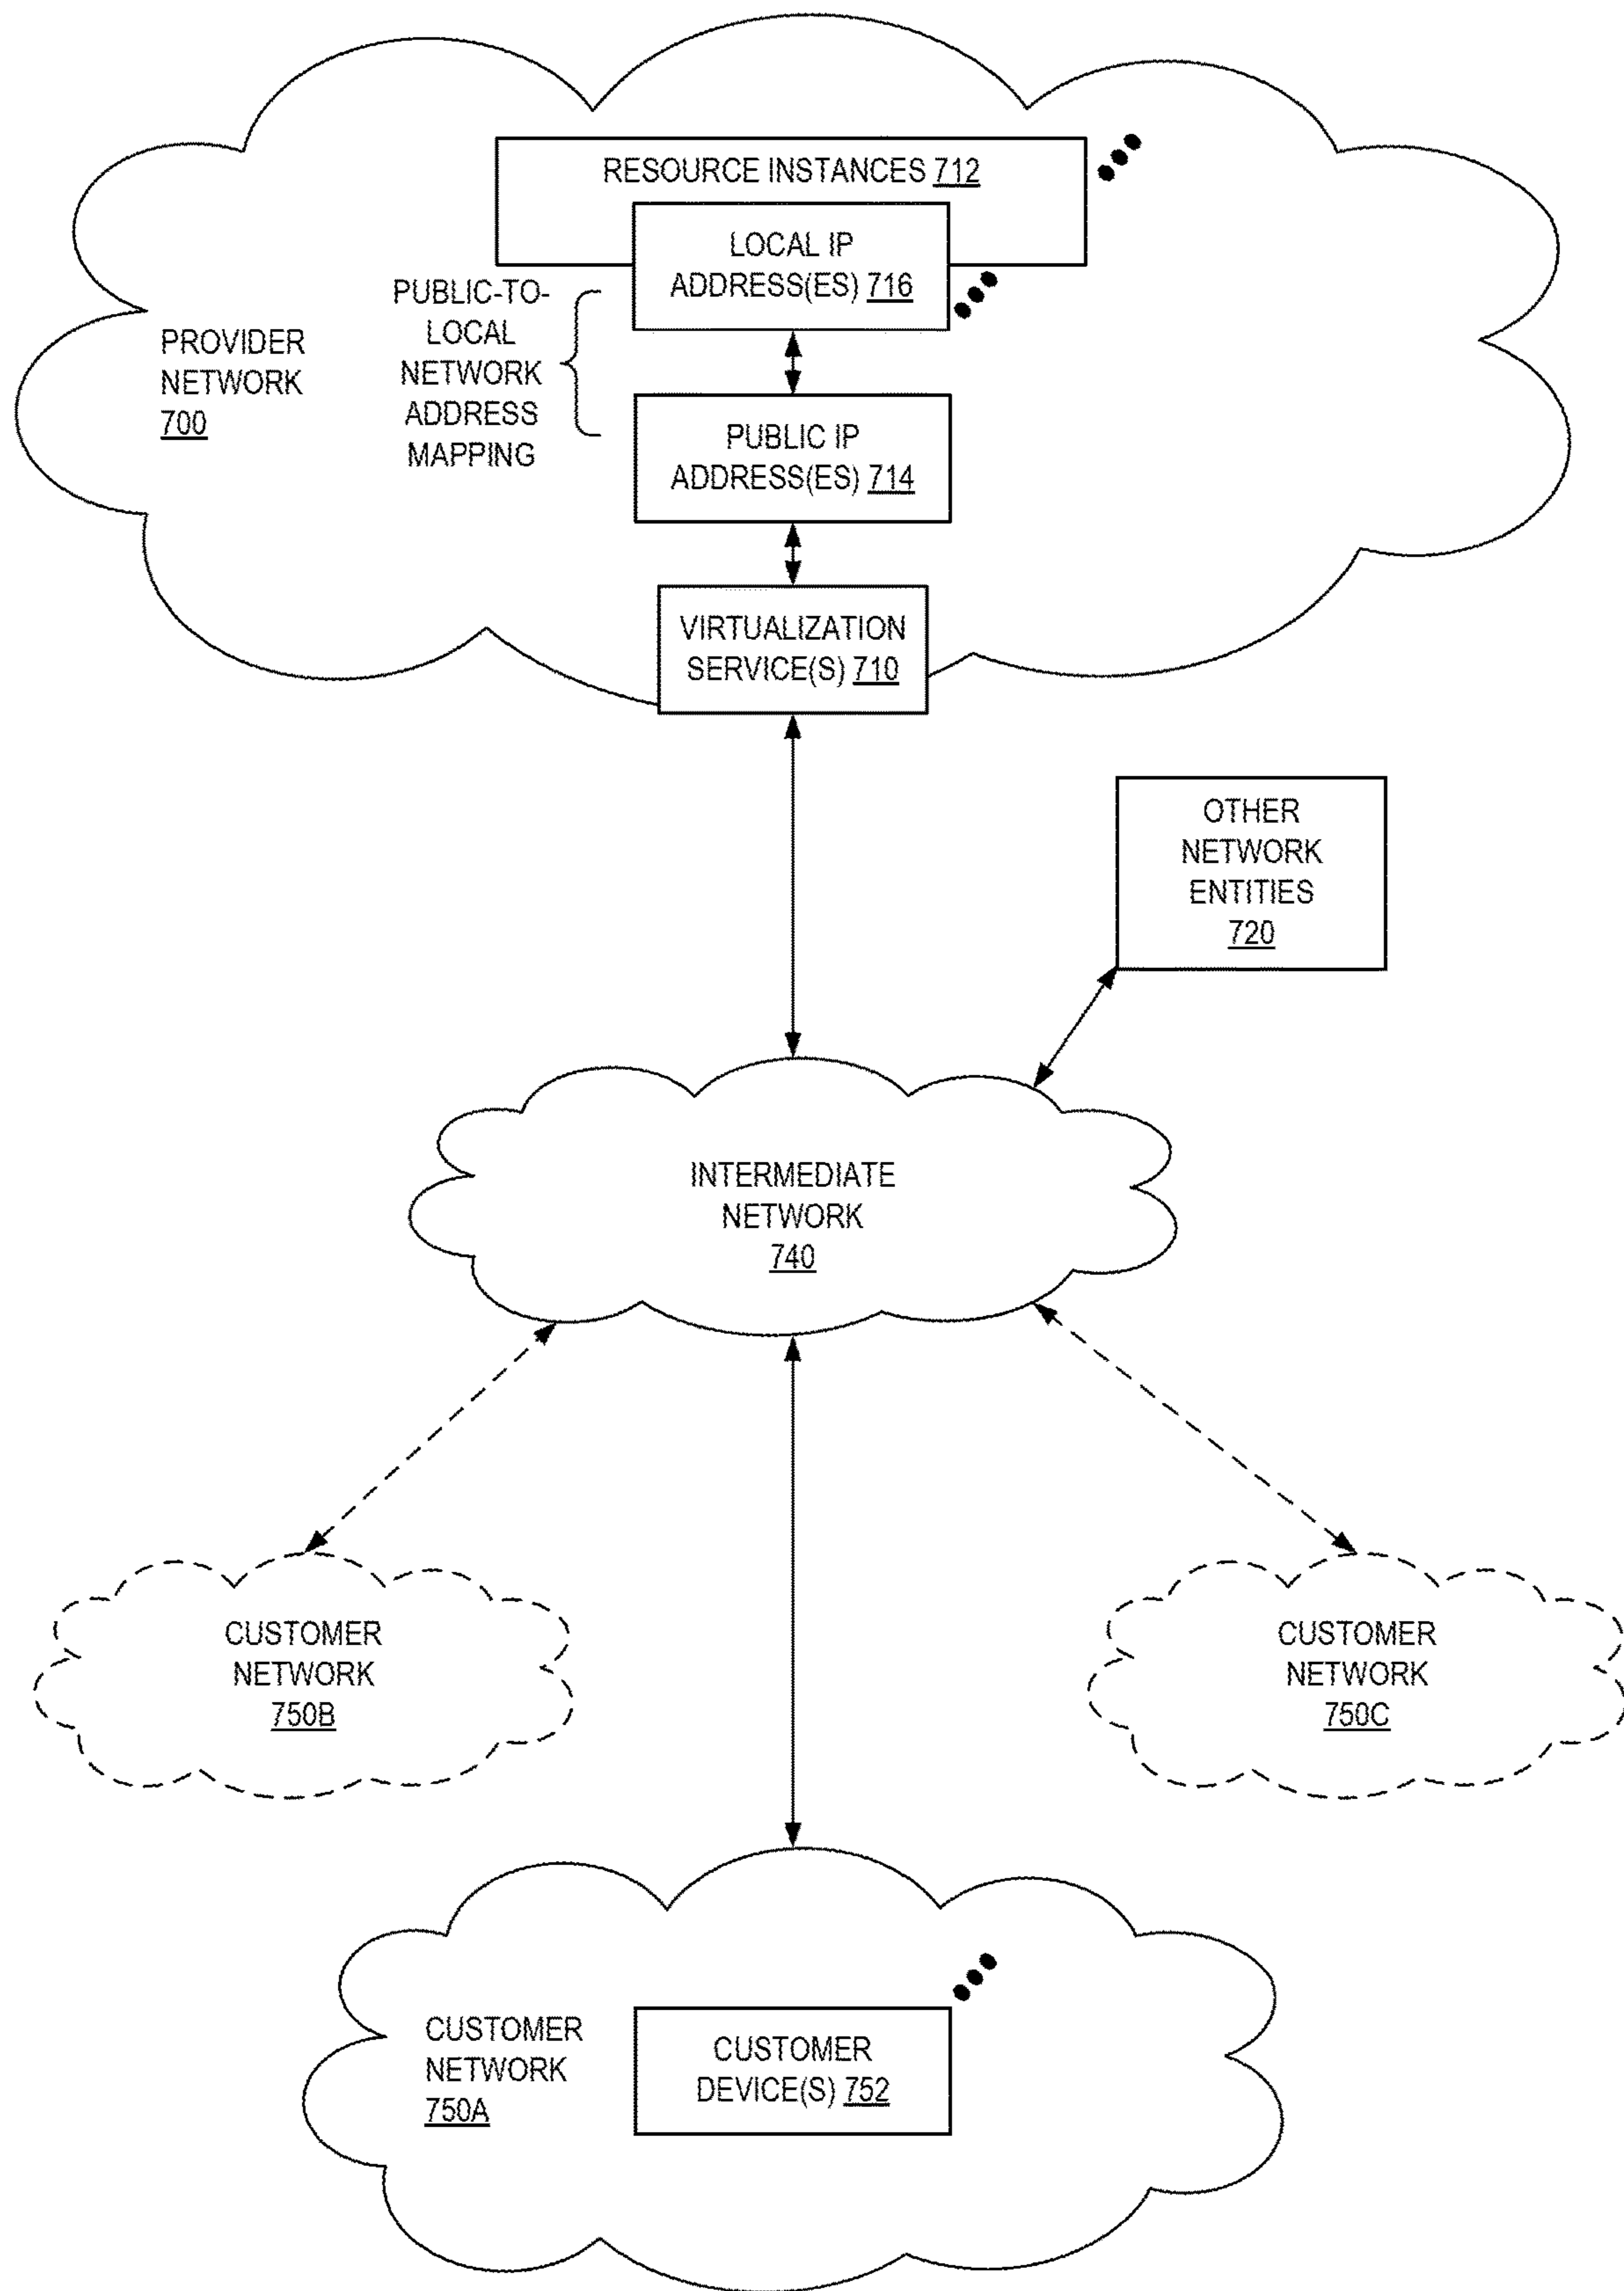 RESOURCE INSTANCES 712
LOCAL IP
ADDRESS(ES) 716
PUBLIC-TO-
LOCAL
NETWORK
ADDRESS
MAPPING
PROVIDER
NETWORK
700
PUBLIC IP
ADDRESS(ES) 714
VIRTUALIZATION
SERVICE(S) 710
OTHER
NETWORK
ENTITIES
720
INTERMEDIATE
NETWORK
740
CUSTOMER
NETWORK
750B
CUSTOMER
NETWORK
750C
CUSTOMER
NETWORK
750A
CUSTOMER
DEVICE(S) 752